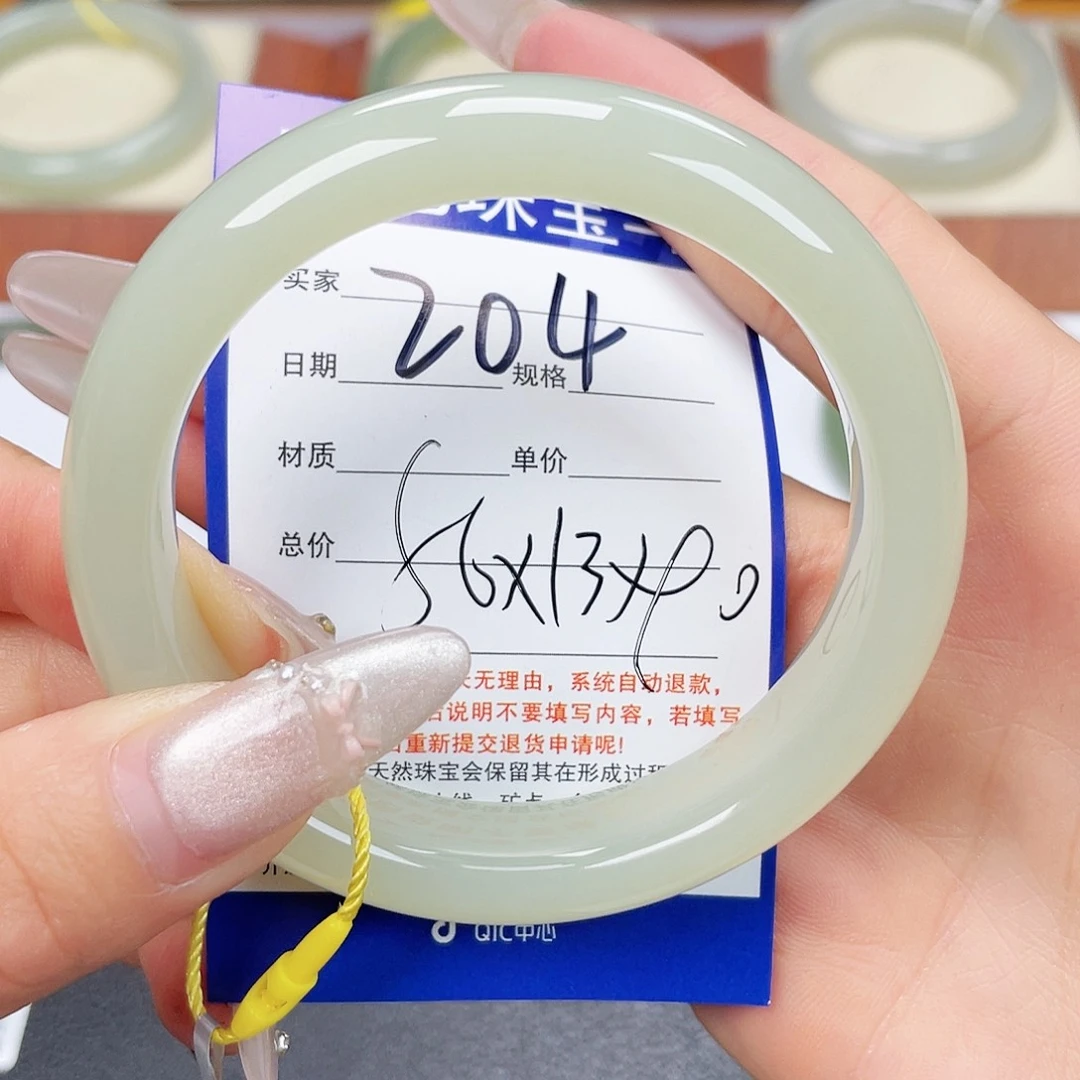 珠宝
买家 204
日期 规格
材质 单价
总价 56x13x9
无理由，系统自动退款，
说明不要填写内容，若填写
重新提交退货申请呢!
天然珠宝会保留其在形成过程
QIC中心